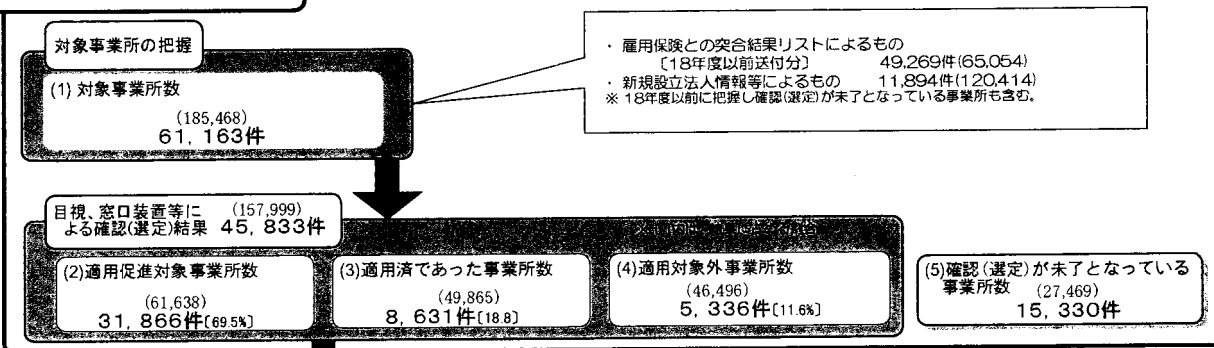 対象事業所の把握
(1) 対象事業所数
(185,468)
61, 163件
・ 雇用保険との突合結果リストによるもの
〔18年度以前送付分〕 49,269件(65,054)
・ 新規設立法人情報等によるもの 11,894件(120,414)
※ 18年度以前に把握し確認(選定)が未了となっている事業所も含む。
目視、窓口装置等に (157,999)
よる確認(選定)結果 45, 833件
(2)適用促進対象事業所数
(61,638)
31, 866件〔69.5%〕
(3)適用済であった事業所数
(49,865)
8, 631件〔18.8〕
(4)適用対象外事業所数
(46,496)
5, 336件〔11.6%〕
(5)確認(選定)が未了となっている
事業所数 (27,469)
15, 330件